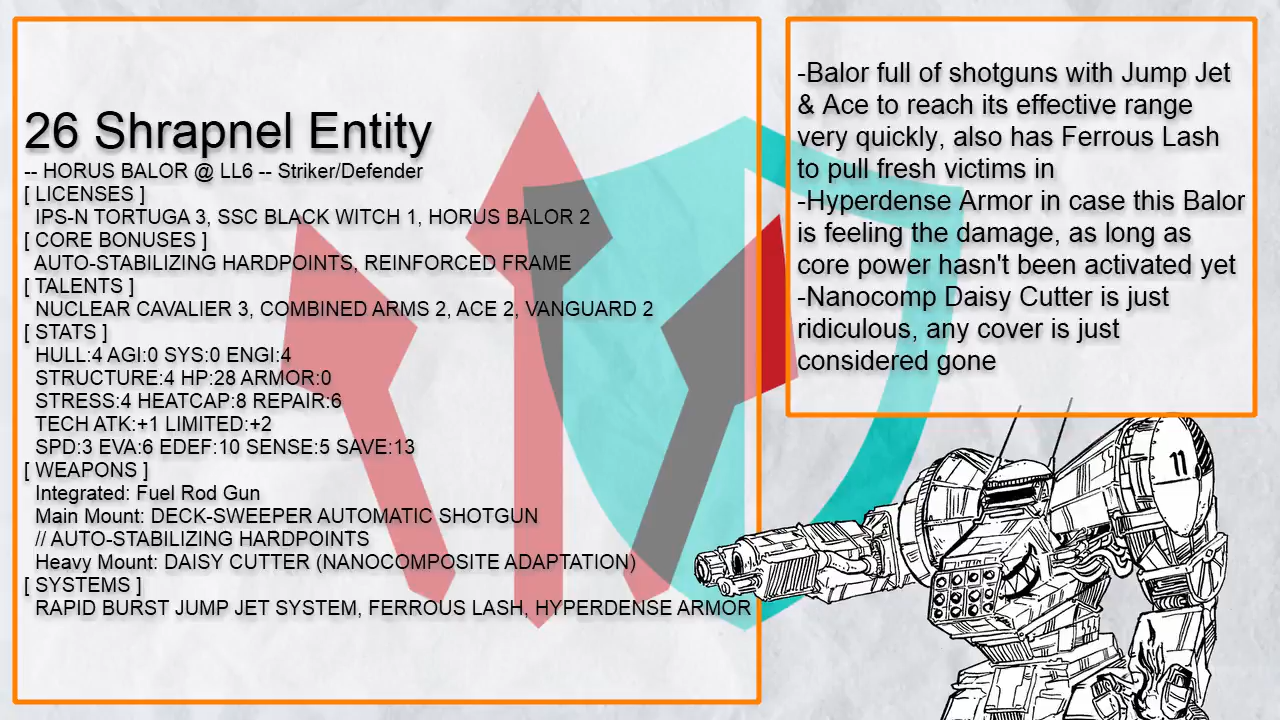 26 Shrapnel Entity
-- HORUS BALOR @ LL6 -- Striker/Defender
[ LICENSES ]
IPS-N TORTUGA 3, SSC BLACK WITCH 1, HORUS BALOR 2
[ CORE BONUSES ]
AUTO-STABILIZING HARDPOINTS, REINFORCED FRAME
[ TALENTS ]
NUCLEAR CAVALIER 3, COMBINED ARMS 2, ACE 2, VANGUARD 2
[ STATS ]
HULL:4 AGI:0 SYS:0 ENGI:4
STRUCTURE:4 HP:28 ARMOR:0
STRESS:4 HEATCAP:8 REPAIR:6
TECH ATK:+1 LIMITED:+2
SPD:3 EVA:6 EDEF:10 SENSE:5 SAVE:13
[ WEAPONS ]
Integrated: Fuel Rod Gun
Main Mount: DECK-SWEEPER AUTOMATIC SHOTGUN
// AUTO-STABILIZING HARDPOINTS
Heavy Mount: DAISY CUTTER (NANOCOMPOSITE ADAPTATION)
[ SYSTEMS ]
RAPID BURST JUMP JET SYSTEM, FERROUS LASH, HYPERDENSE ARMOR
-Balor full of shotguns with Jump Jet
& Ace to reach its effective range
very quickly, also has Ferrous Lash
to pull fresh victims in
-Hyperdense Armor in case this Balor
is feeling the damage, as long as
core power hasn't been activated yet
-Nanocomp Daisy Cutter is just
ridiculous, any cover is just
considered gone
11